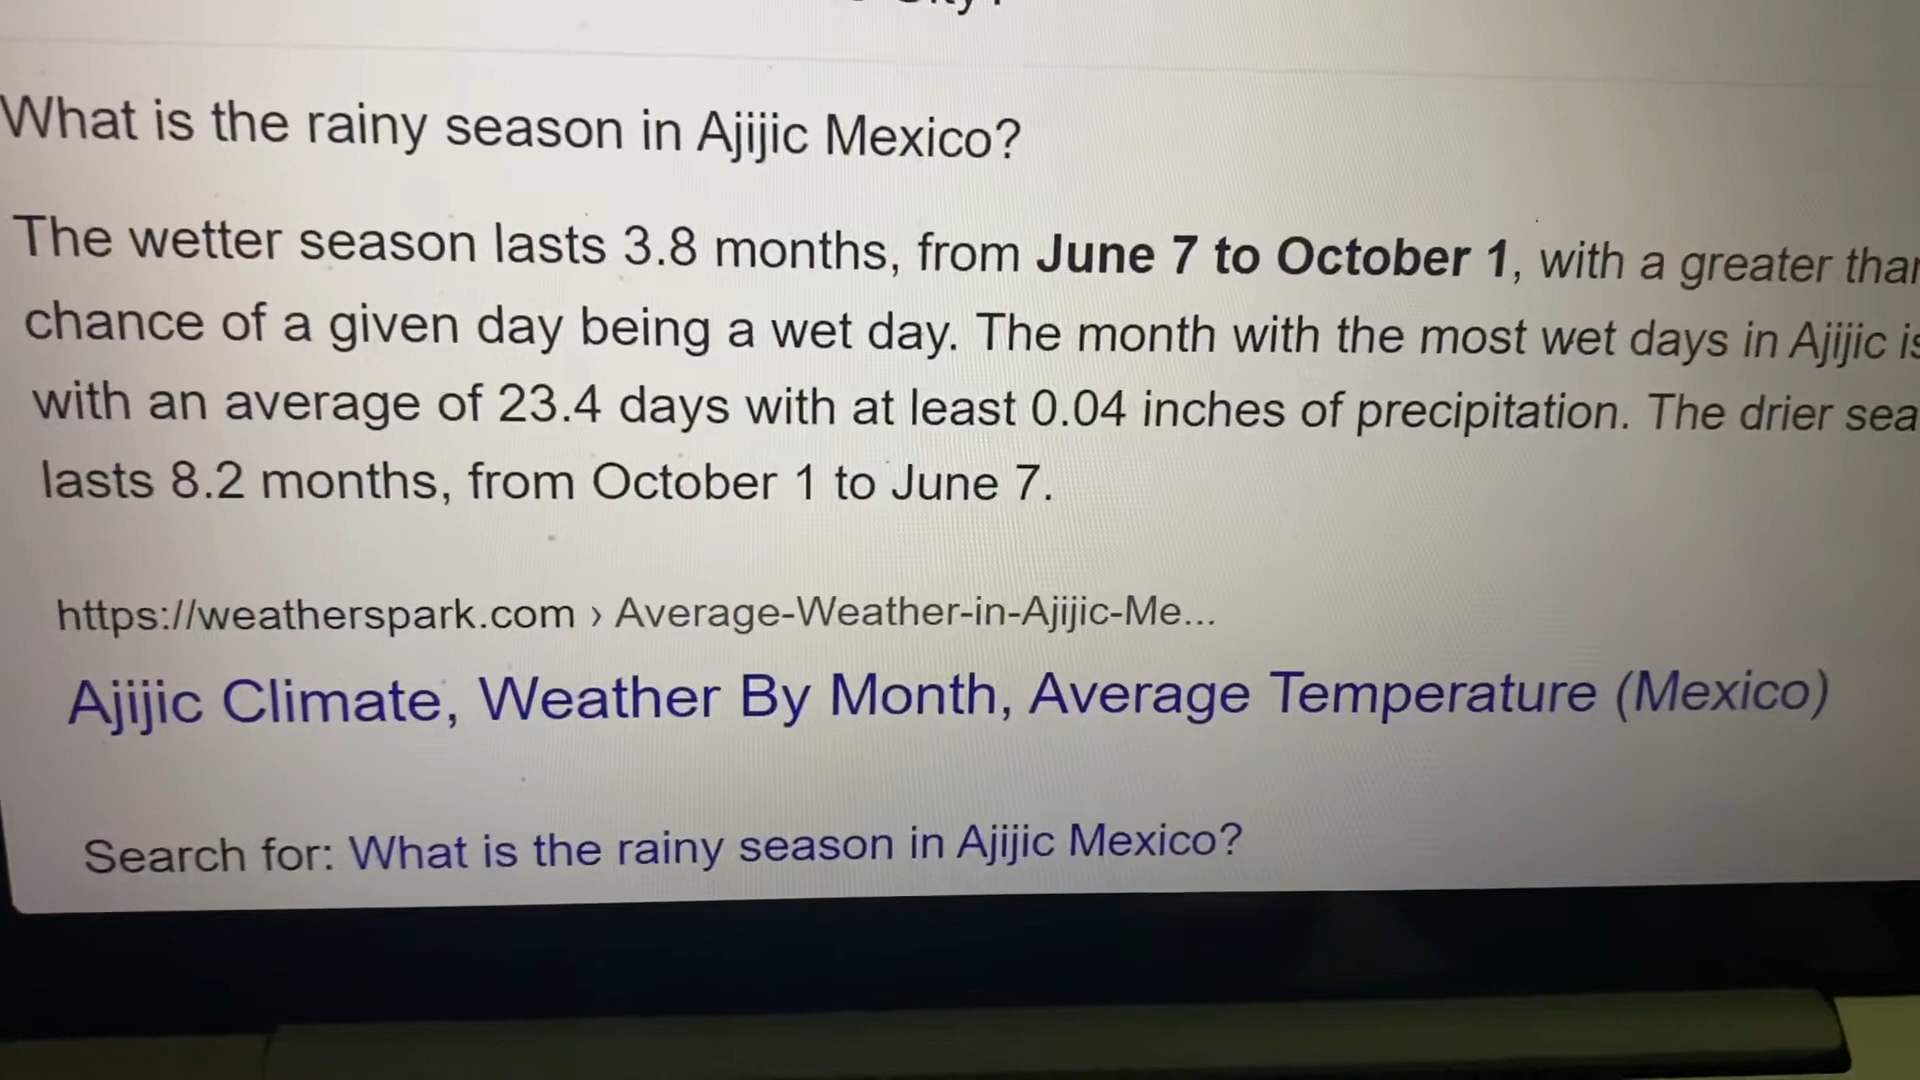 What is the rainy season in Ajijic Mexico?
The wetter season lasts 3.8 months, from June 7 to October 1, with a greater than
chance of a given day being a wet day. The month with the most wet days in Ajijic is
with an average of 23.4 days with at least 0.04 inches of precipitation. The drier sea
lasts 8.2 months, from October 1 to June 7.
https://weatherspark.com › Average-Weather-in-Ajijic-Me...
Ajijic Climate, Weather By Month, Average Temperature (Mexico)
Search for: What is the rainy season in Ajijic Mexico?